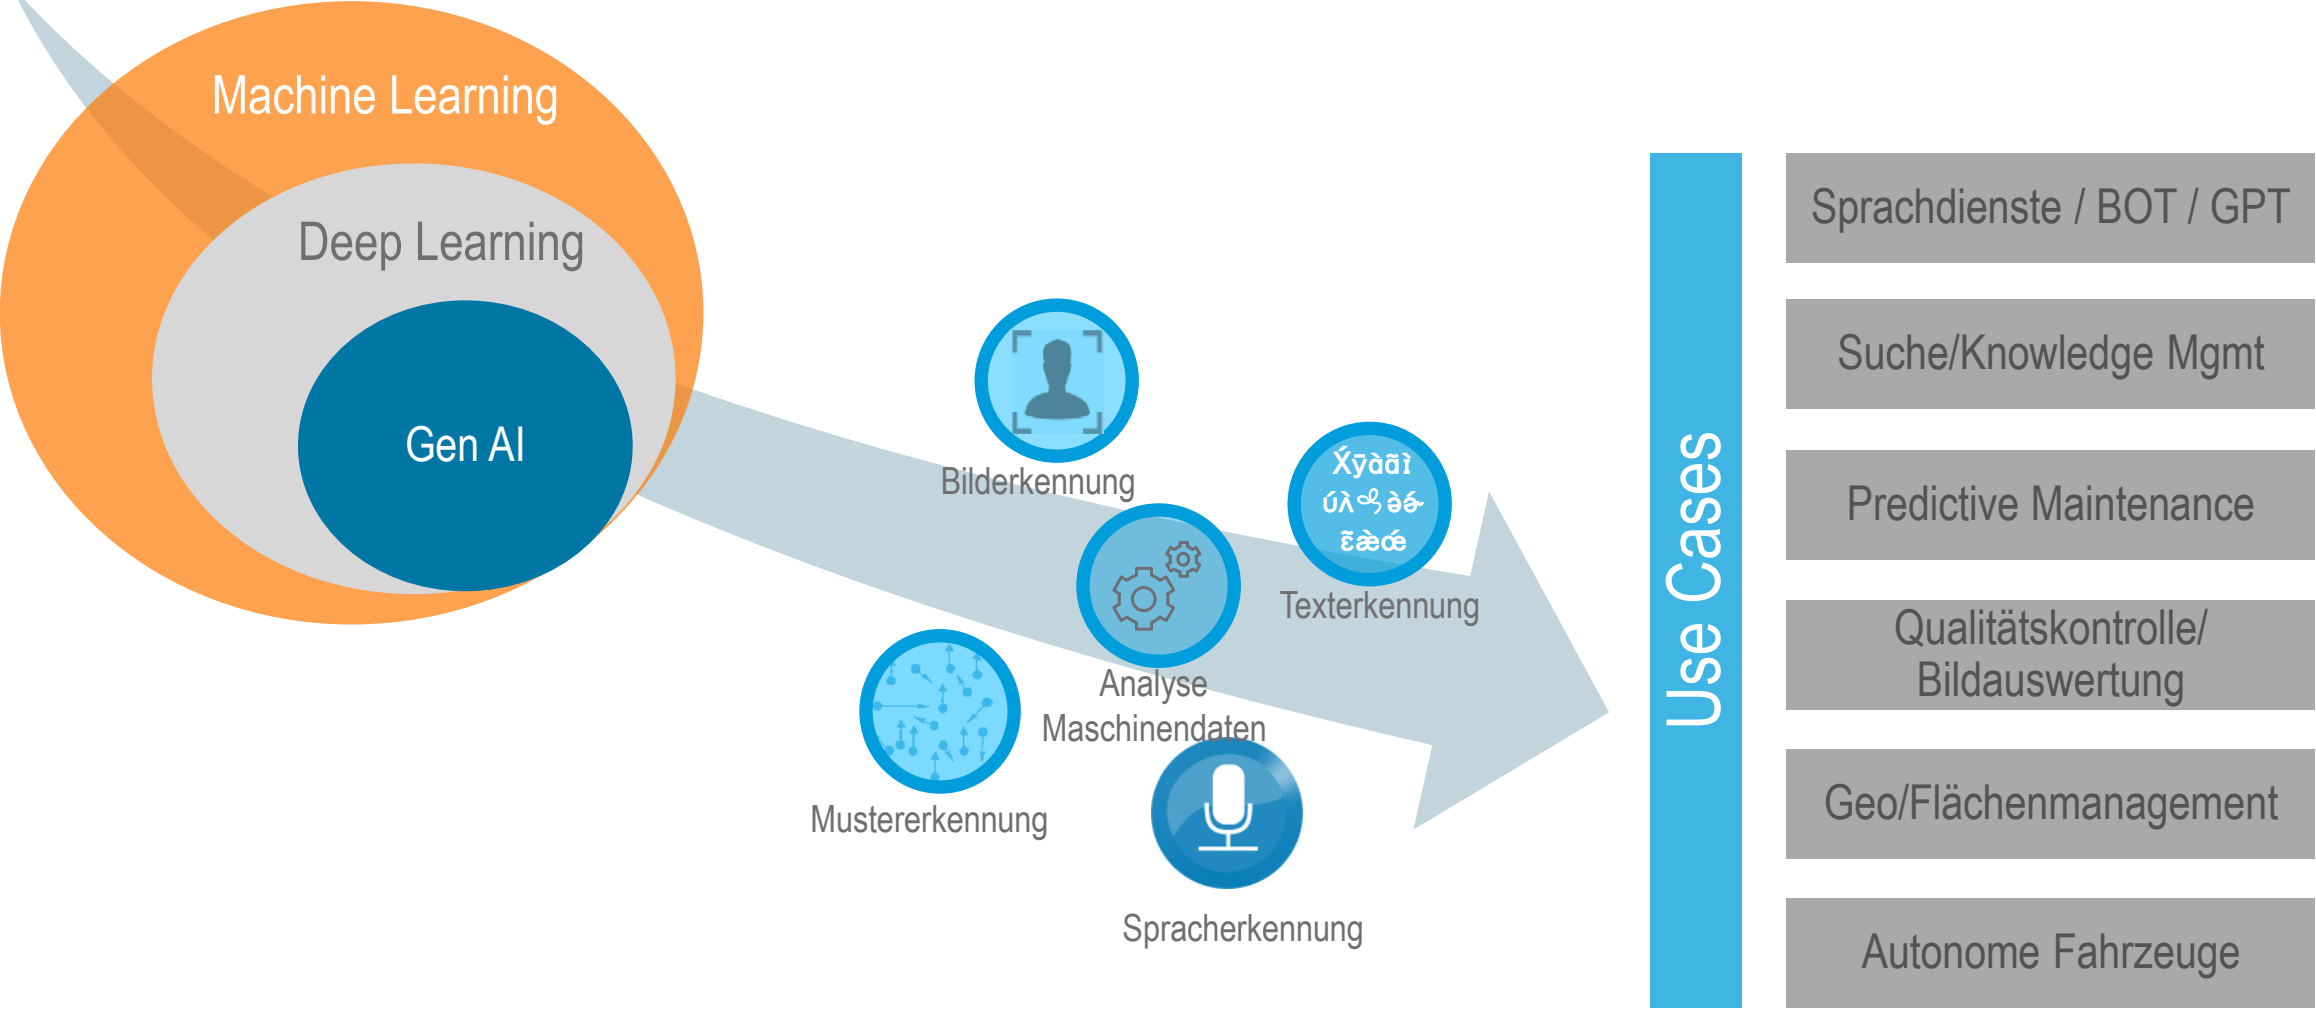 Machine Learning
Deep Learning
Gen AI
Bilderkennung
Texterkennung
Analyse
Maschinendaten
Mustererkennung
Spracherkennung
Use Cases
Sprachdienste / BOT / GPT
Suche/Knowledge Mgmt
Predictive Maintenance
Qualitätskontrolle/
Bildauswertung
Geo/Flächenmanagement
Autonome Fahrzeuge